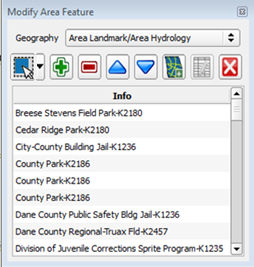 Modify Area Feature
Geography Area Landmark/Area Hydrology
Info
Breese Stevens Field Park-K2180
Cedar Ridge Park-K2180
City-County Building Jail-K1236
County Park-K2186
County Park-K2186
County Park-K2186
Dane County Public Safety Bldg Jail-K1236
Dane County Regional-Truax Fld-K2457
Division of Juvenile Corrections Sprite Program-K1235